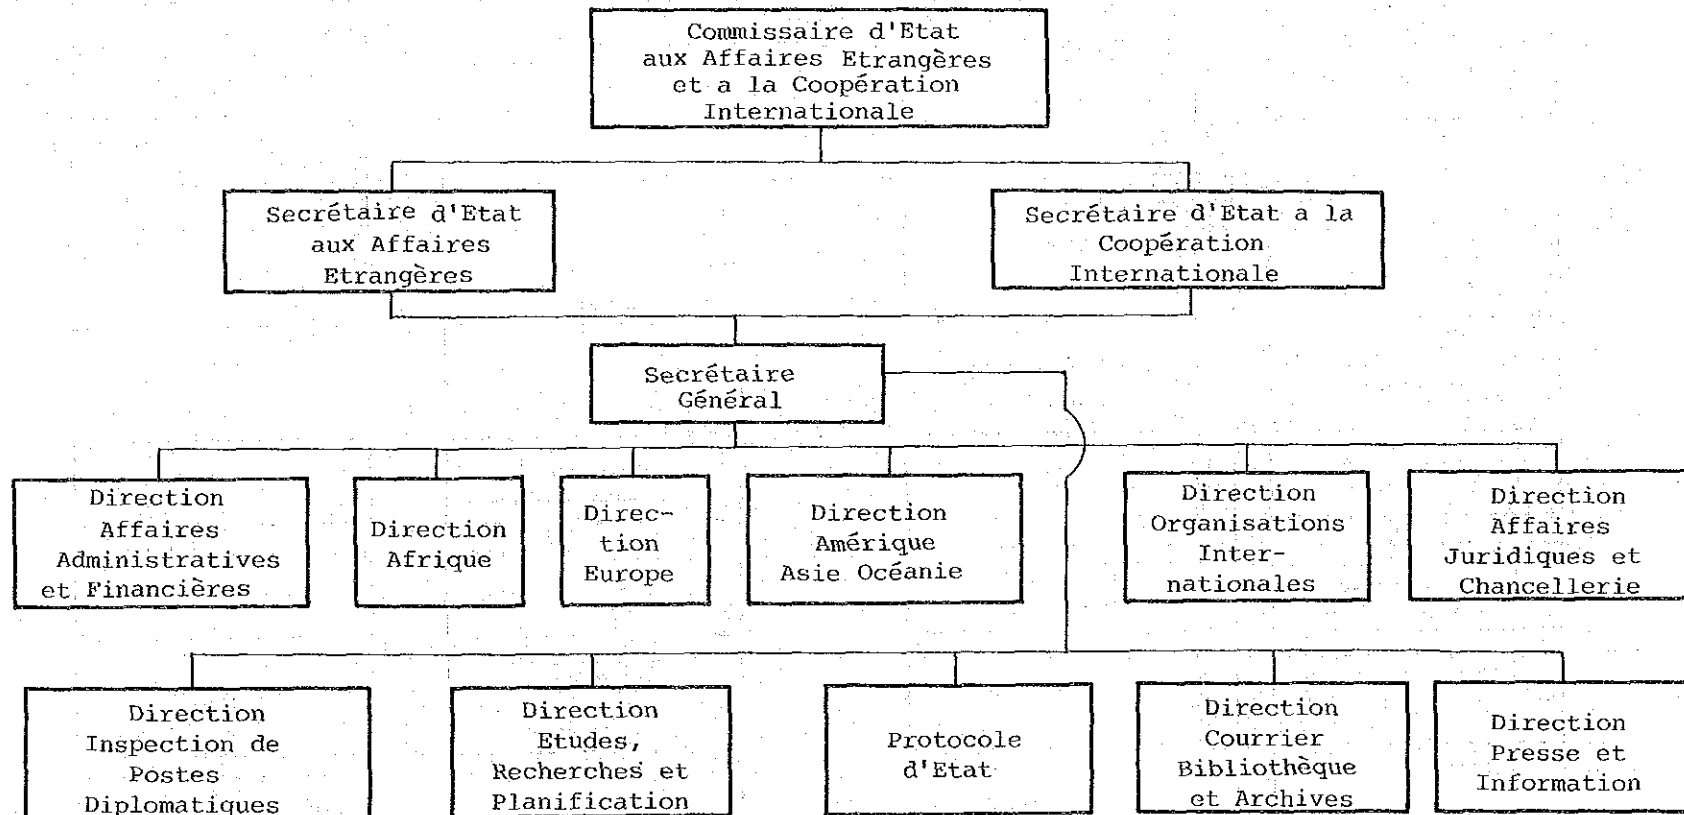 Commissaire d'Etat
aux Affaires Etrangères
et a la Coopération
Internationale
Secrétaire d'Etat
aux Affaires
Etrangères
Secrétaire d'Etat a la
Coopération
Internationale
Secrétaire
Général
Direction
Affaires
Administratives
et Financières
Direction
Afrique
Direc-
tion
Europe
Direction
Amérique
Asie Océanie
Direction
Organisations
Inter-
nationales
Direction
Affaires
Juridiques et
Chancellerie
Direction
Inspection de
Postes
Diplomatiques
Direction
Etudes,
Recherches et
Planification
Protocole
d'Etat
Direction
Courrier
Bibliothèque
et Archives
Direction
Presse et
Information